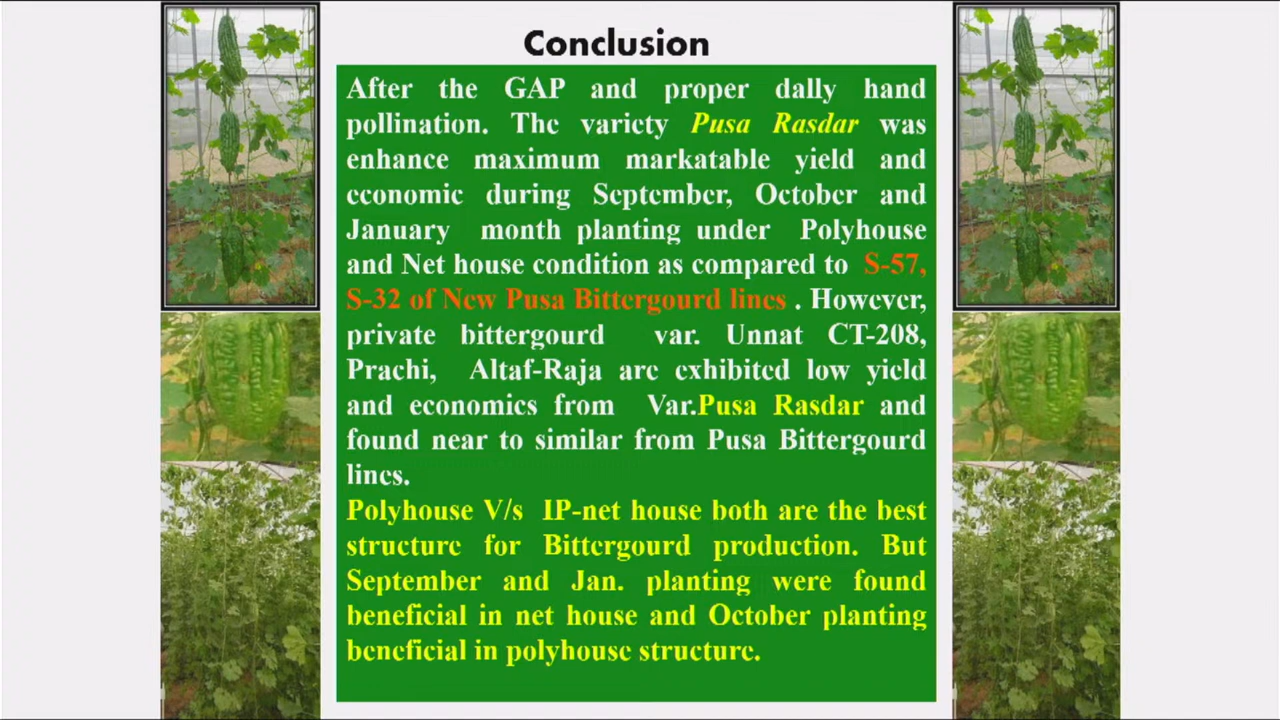 Conclusion
After the GAP and proper dally hand
pollination. The variety Pusa Rasdar was
enhance maximum markatable yield and
economic during September, October and
January month planting under Polyhouse
and Net house condition as compared to S-57,
S-32 of New Pusa Bittergourd lines . However,
private bittergourd var. Unnat CT-208,
Prachi, Altaf-Raja are exhibited low yield
and economics from Var.Pusa Rasdar and
found near to similar from Pusa Bittergourd
lines.
Polyhouse V/s IP-net house both are the best
structure for Bittergourd production. But
September and Jan. planting were found
beneficial in net house and October planting
beneficial in polyhouse structure.